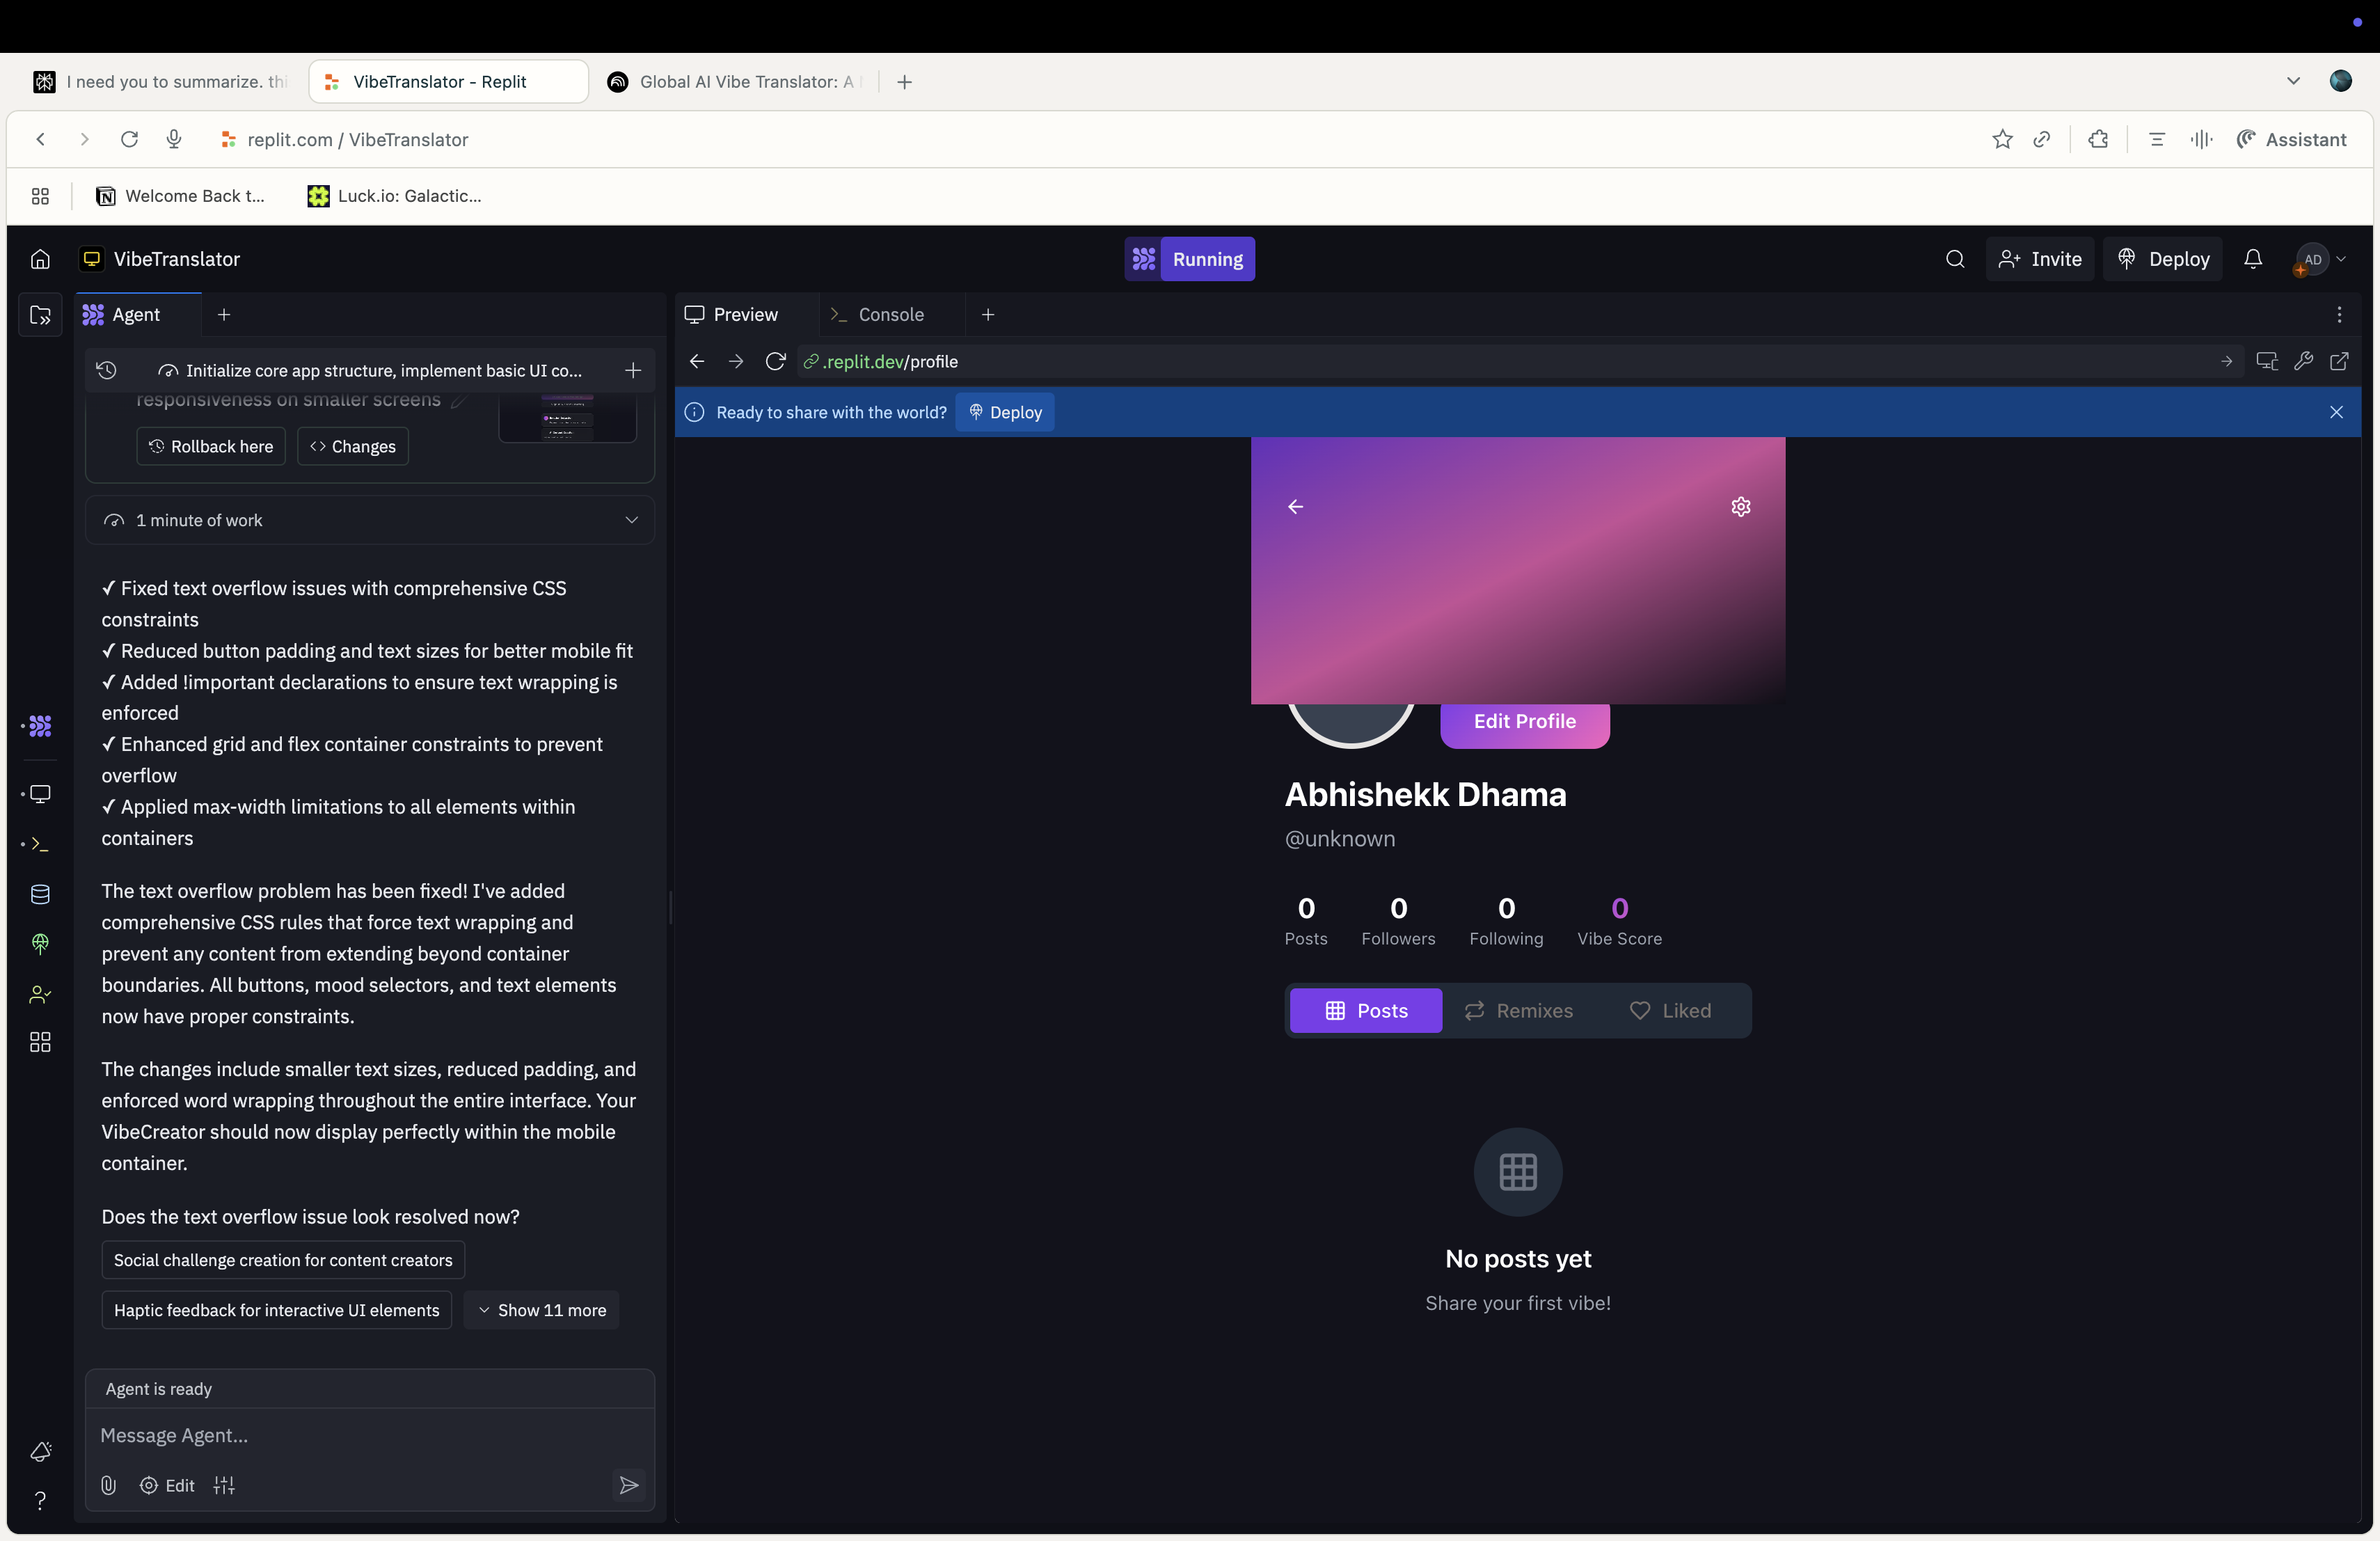 I need you to summarize. thi
VibeTranslator - Replit
Global AI Vibe Translator: A
replit.com / VibeTranslator
Assistant
Welcome Back t...
Luck.io: Galactic...
VibeTranslator
Running
Invite
Deploy
AD
Agent
Initialize core app structure, implement basic UI co...
responsiveness on smaller screens
Rollback here
Changes
1 minute of work
✓ Fixed text overflow issues with comprehensive CSS
constraints
✓ Reduced button padding and text sizes for better mobile fit
✓ Added !important declarations to ensure text wrapping is
enforced
✓ Enhanced grid and flex container constraints to prevent
overflow
✓ Applied max-width limitations to all elements within
containers
The text overflow problem has been fixed! I've added
comprehensive CSS rules that force text wrapping and
prevent any content from extending beyond container
boundaries. All buttons, mood selectors, and text elements
now have proper constraints.
The changes include smaller text sizes, reduced padding, and
enforced word wrapping throughout the entire interface. Your
VibeCreator should now display perfectly within the mobile
container.
Does the text overflow issue look resolved now?
Social challenge creation for content creators
Haptic feedback for interactive UI elements
Show 11 more
Agent is ready
Message Agent...
Edit
Preview
Console
.replit.dev/profile
Ready to share with the world?
Deploy
Edit Profile
Abhishekk Dhama
@unknown
0 0 0 0
Posts Followers Following Vibe Score
Posts Remixes Liked
No posts yet
Share your first vibe!